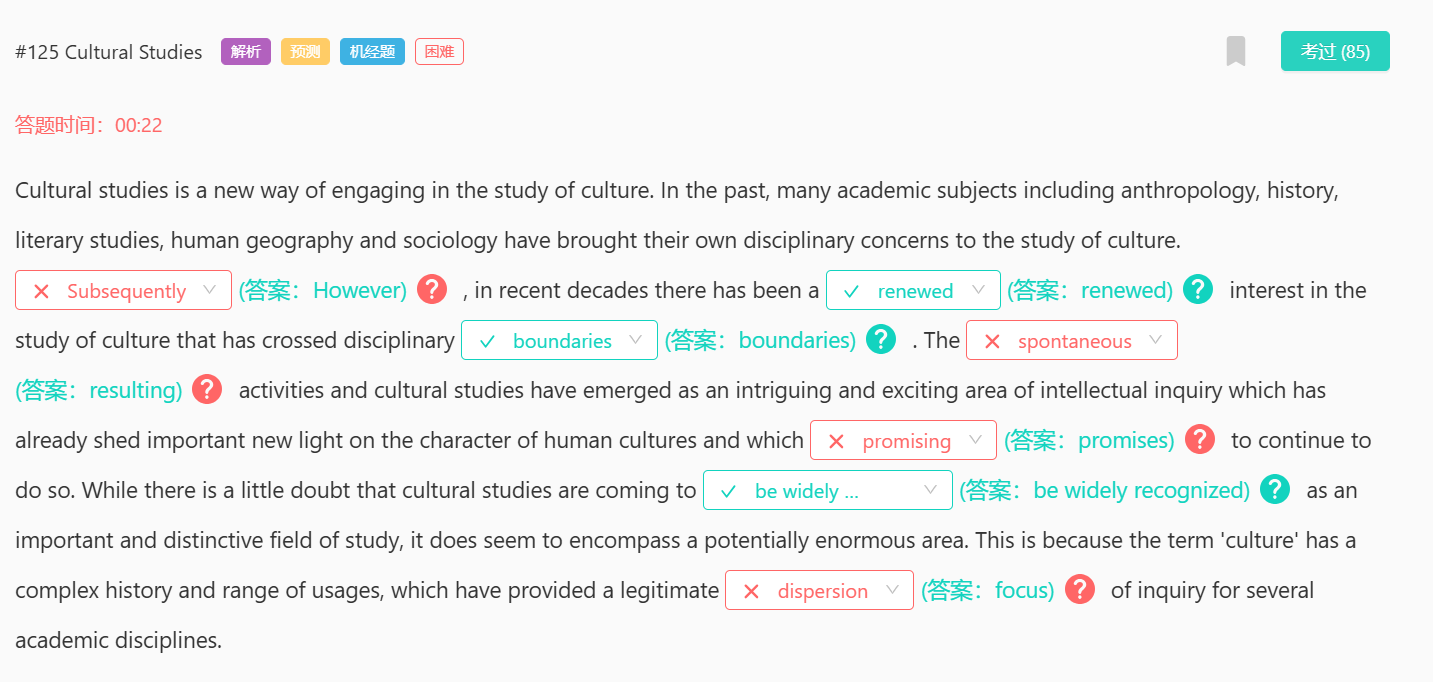 #125 Cultural Studies 解析 预测 机经题 困难 考过 (85)
答题时间：00:22
Cultural studies is a new way of engaging in the study of culture. In the past, many academic subjects including anthropology, history,
literary studies, human geography and sociology have brought their own disciplinary concerns to the study of culture.
Subsequently (答案：However) ? , in recent decades there has been a renewed (答案：renewed) ? interest in the
study of culture that has crossed disciplinary boundaries (答案：boundaries) ? . The spontaneous
(答案：resulting) ? activities and cultural studies have emerged as an intriguing and exciting area of intellectual inquiry which has
already shed important new light on the character of human cultures and which promising (答案：promises) ? to continue to
do so. While there is a little doubt that cultural studies are coming to be widely ... (答案：be widely recognized) ? as an
important and distinctive field of study, it does seem to encompass a potentially enormous area. This is because the term 'culture' has a
complex history and range of usages, which have provided a legitimate dispersion (答案：focus) ? of inquiry for several
academic disciplines.